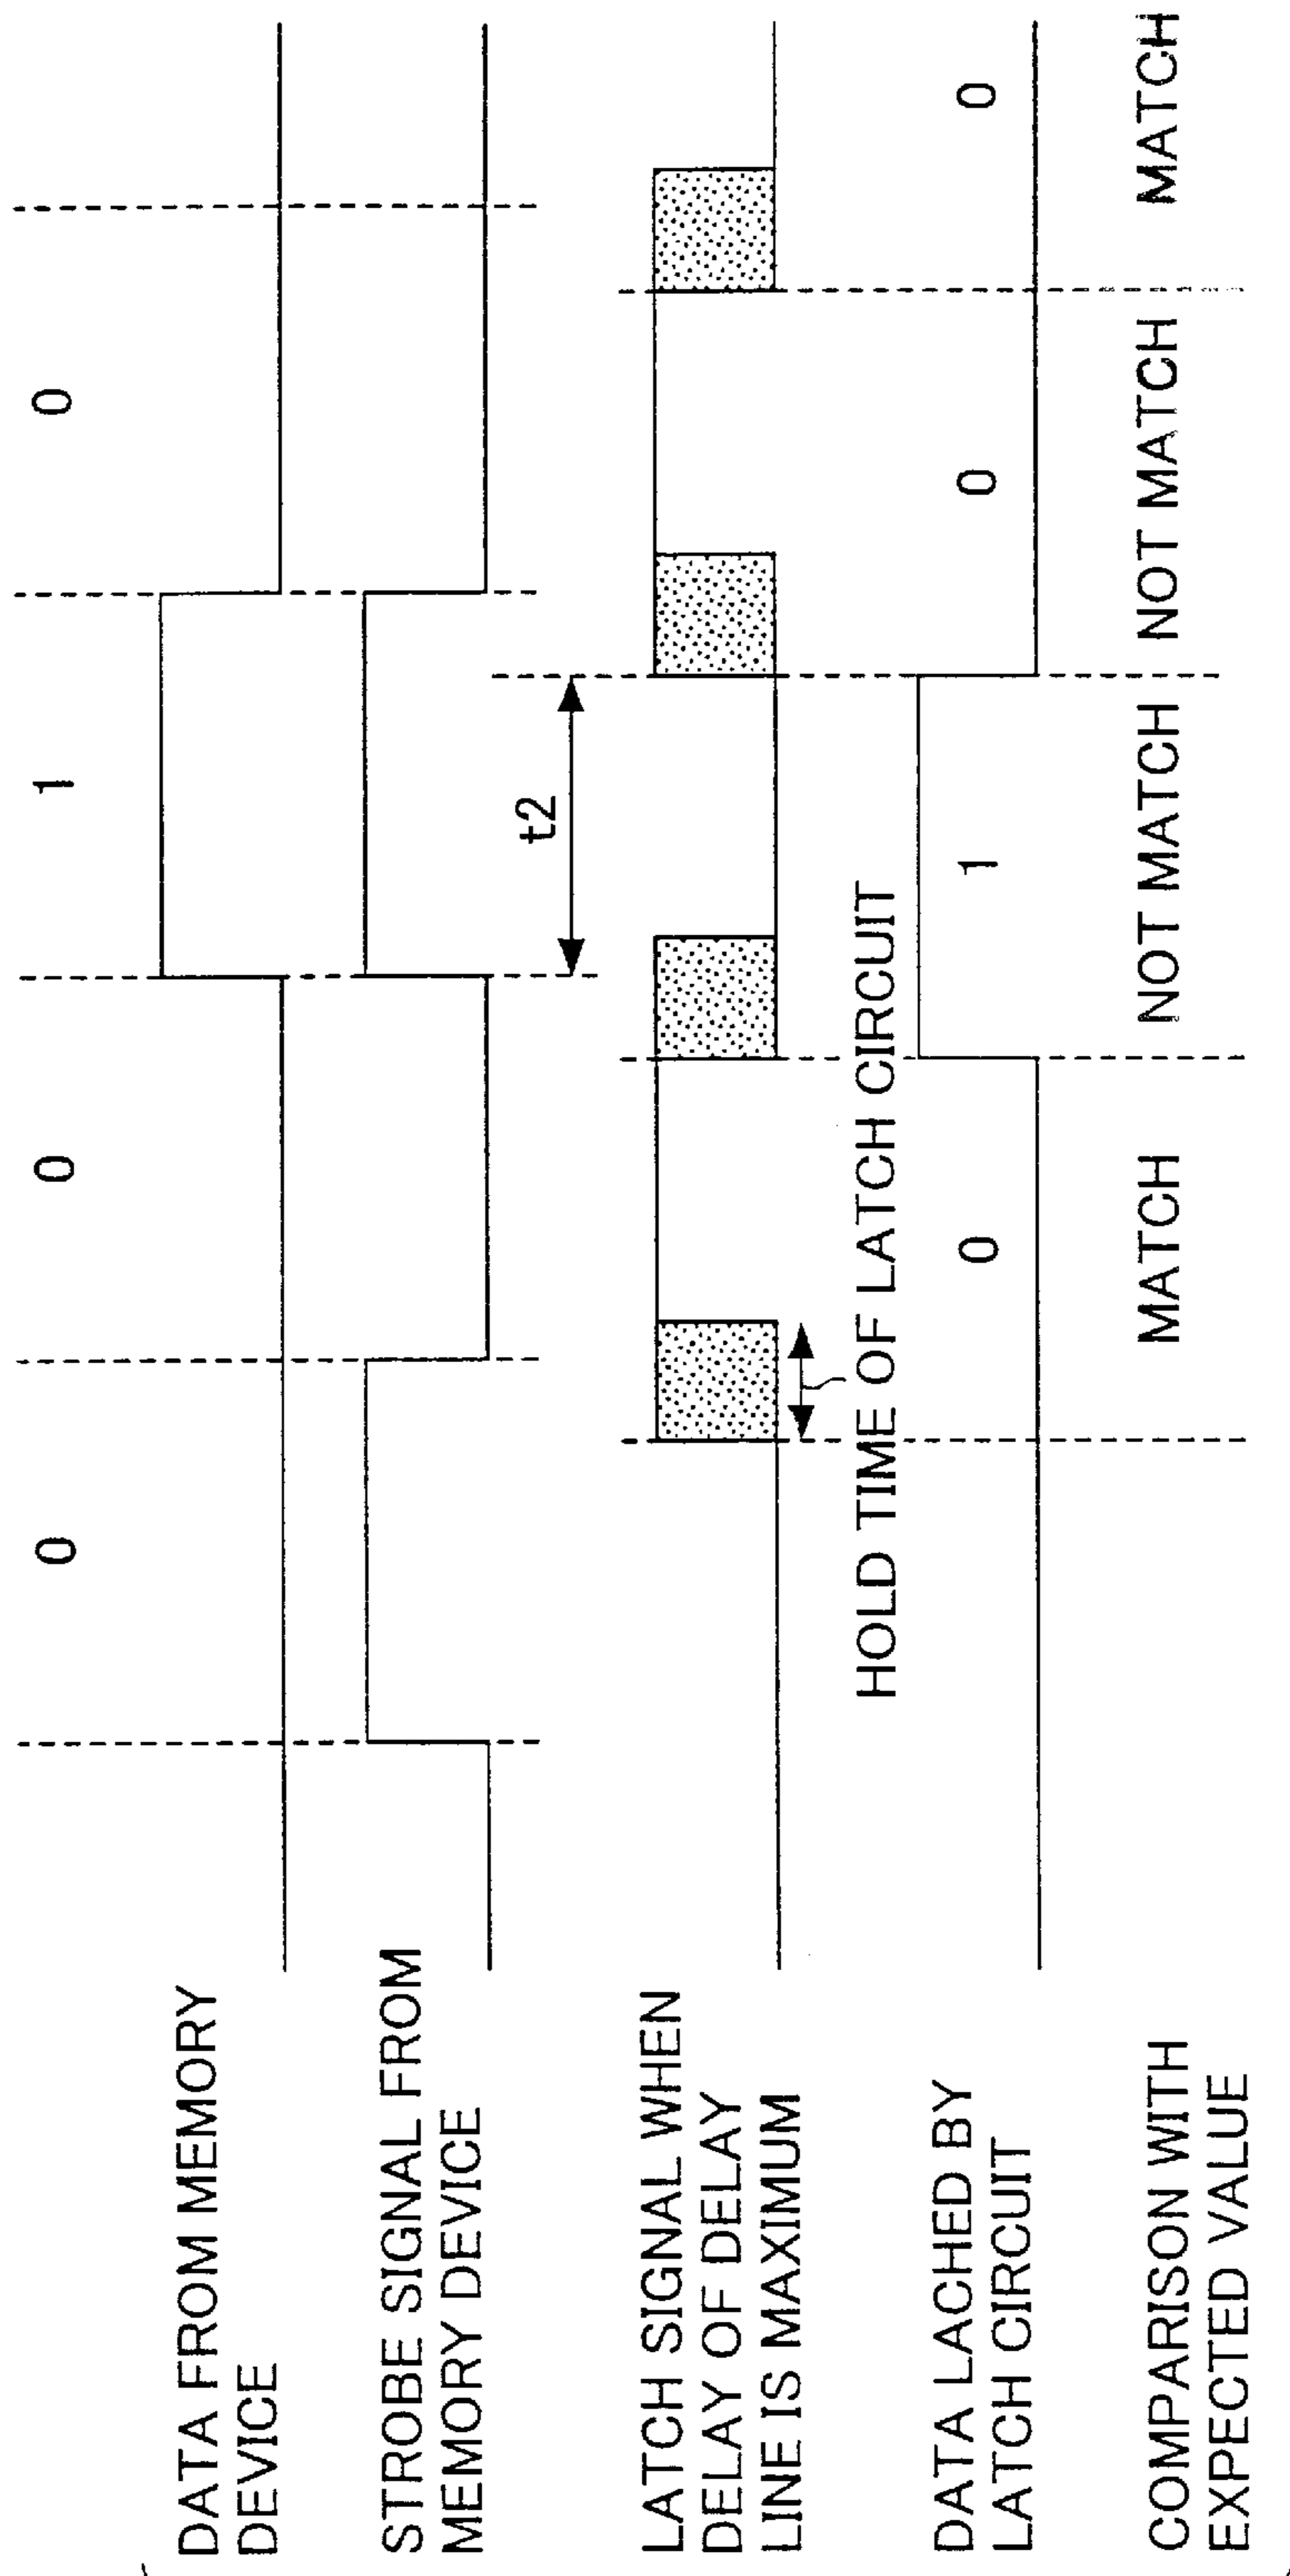 0 0 1 0
DATA FROM MEMORY
DEVICE
STROBE SIGNAL FROM
MEMORY DEVICE
t2
LATCH SIGNAL WHEN
DELAY OF DELAY
LINE IS MAXIMUM
HOLD TIME OF LATCH CIRCUIT
DATA LACHED BY
LATCH CIRCUIT
0 1 0 0
COMPARISON WITH
EXPECTED VALUE
MATCH NOT MATCH NOT MATCH MATCH